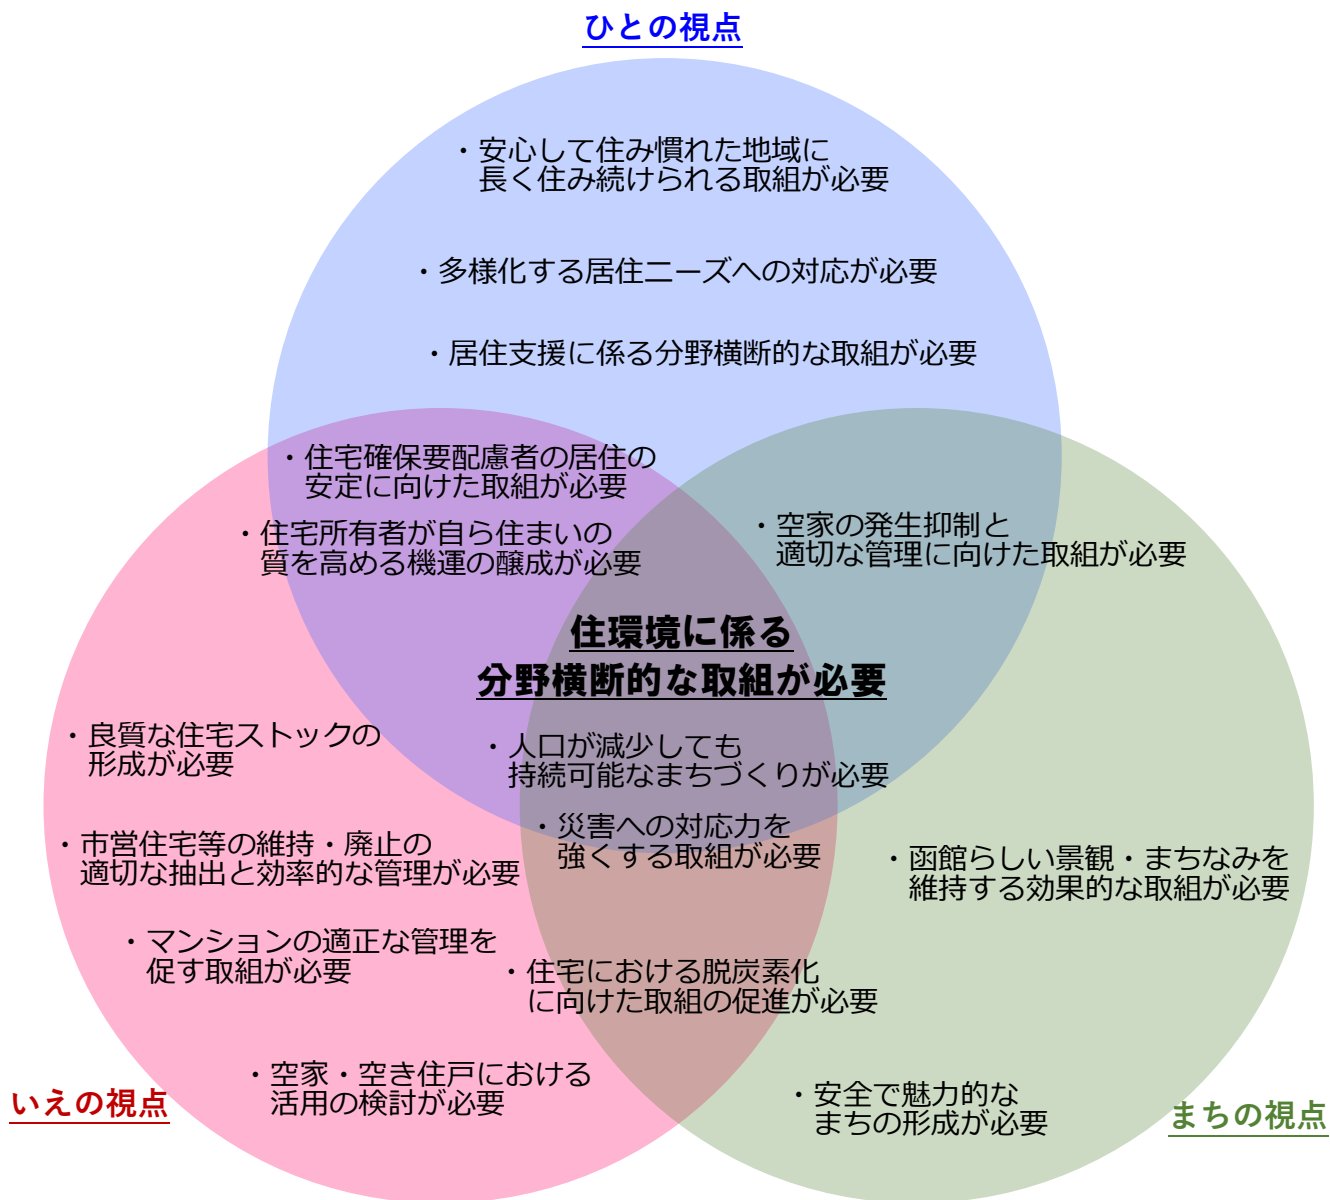 ひとの視点
・安心して住み慣れた地域に
長く住み続けられる取組が必要
・多様化する居住ニーズへの対応が必要
・居住支援に係る分野横断的な取組が必要
・住宅確保要配慮者の居住の
安定に向けた取組が必要
・住宅所有者が自ら住まいの
質を高める機運の醸成が必要
・空家の発生抑制と
適切な管理に向けた取組が必要
住環境に係る
分野横断的な取組が必要
・人口が減少しても
持続可能なまちづくりが必要
・災害への対応力を
強くする取組が必要
・良質な住宅ストックの
形成が必要
・市営住宅等の維持・廃止の
適切な抽出と効率的な管理が必要
・マンションの適正な管理を
促す取組が必要
・住宅における脱炭素化
に向けた取組の促進が必要
・空家・空き住戸における
活用の検討が必要
・函館らしい景観・まちなみを
維持する効果的な取組が必要
・安全で魅力的な
まちの形成が必要
いえの視点
まちの視点